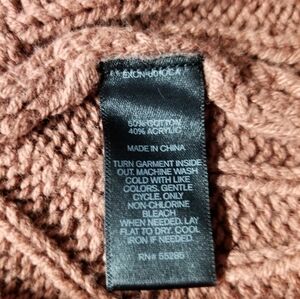 60% COTTON
40% ACRYLIC
MADE IN CHINA
TURN GARMENT INSIDE
OUT. MACHINE WASH
COLD WITH LIKE
COLORS. GENTLE
CYCLE. ONLY
NON-CHLORINE
BLEACH
WHEN NEEDED. LAY
FLAT TO DRY. COOL
IRON IF NEEDED.
RN# 55285